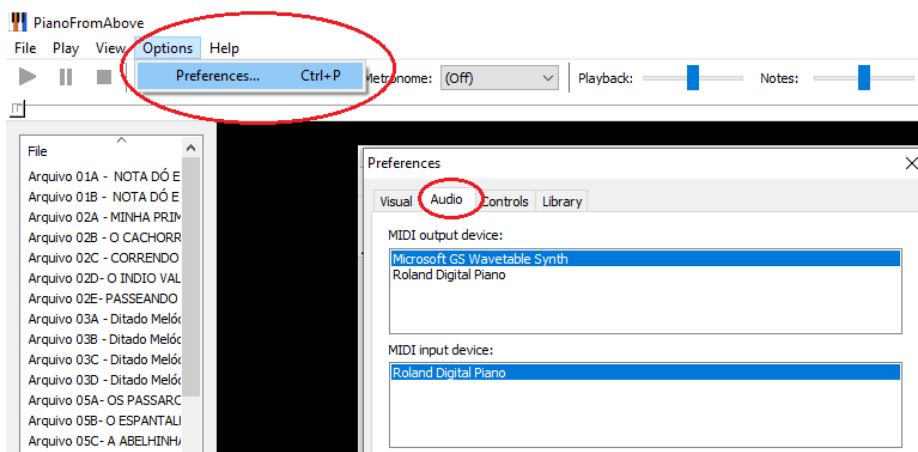 PianoFromAbove
File Play View Options Help
Preferences... Ctrl+P
Metronome: (Off) Playback: Notes:
File
Arquivo 01A - NOTA DÓ E
Arquivo 01B - NOTA DÓ E
Arquivo 02A - MINHA PRIM
Arquivo 02B - O CACHORR
Arquivo 02C - CORRENDO
Arquivo 02D- O INDIO VAL
Arquivo 02E- PASSEANDO
Arquivo 03A - Ditado Melóc
Arquivo 03B - Ditado Melóc
Arquivo 03C - Ditado Melóc
Arquivo 03D - Ditado Melóc
Arquivo 05A- OS PASSARC
Arquivo 05B- O ESPANTALI
Arquivo 05C- A ABELHINHA
Preferences
Visual Audio Controls Library
MIDI output device:
Microsoft GS Wavetable Synth
Roland Digital Piano
MIDI input device:
Roland Digital Piano